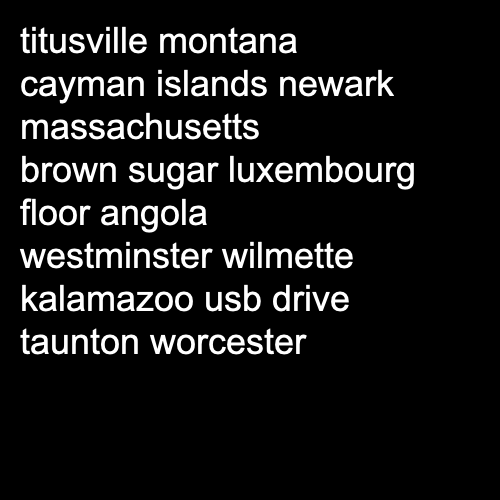 titusville montana
cayman islands newark
massachusetts
brown sugar luxembourg
floor angola
westminster wilmette
kalamazoo usb drive
taunton worcester